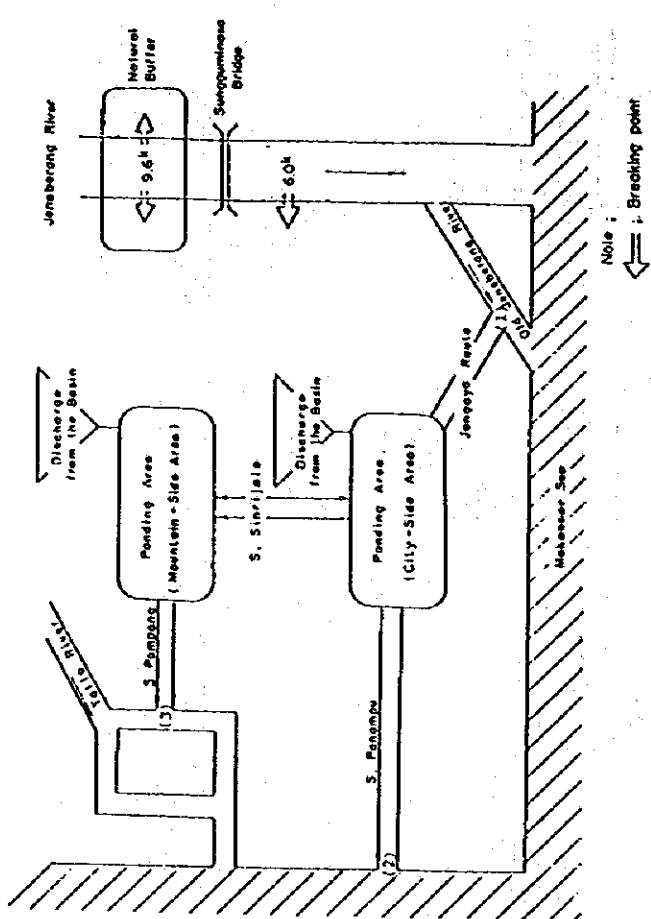 Jeneberang River
Natural
Buffer
9.6k
Sungguminasa
Bridge
6.0k
Discharge
from the Basin
Ponding Area
(Mountain-Side Area)
Tallo River
S. Pampang
(3)
S. Sinrijala
Discharge
from the Basin
Ponding Area
(City-Side Area)
Jongaya Route
(1)
Old Jeneberang River
S. Panampu
(2)
Makassar Sea
Note ;
; Breaking point